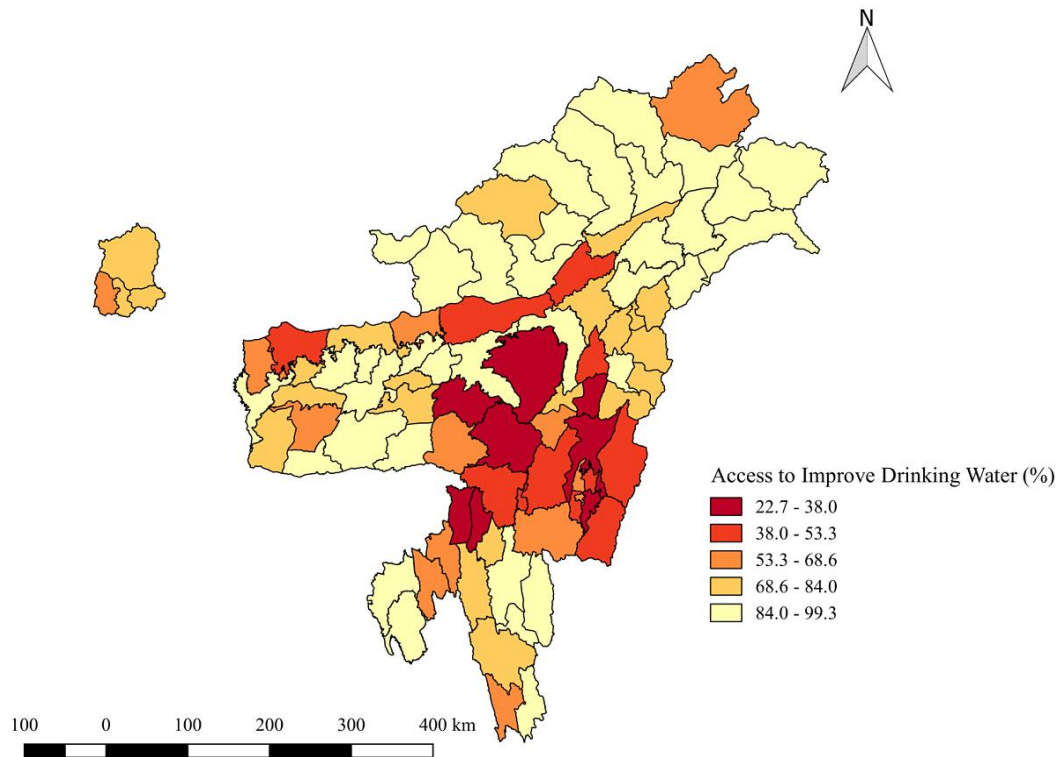 N
Access to Improve Drinking Water (%)
22.7 - 38.0
38.0 - 53.3
53.3 - 68.6
68.6 - 84.0
84.0 - 99.3
100 0 100 200 300 400 km